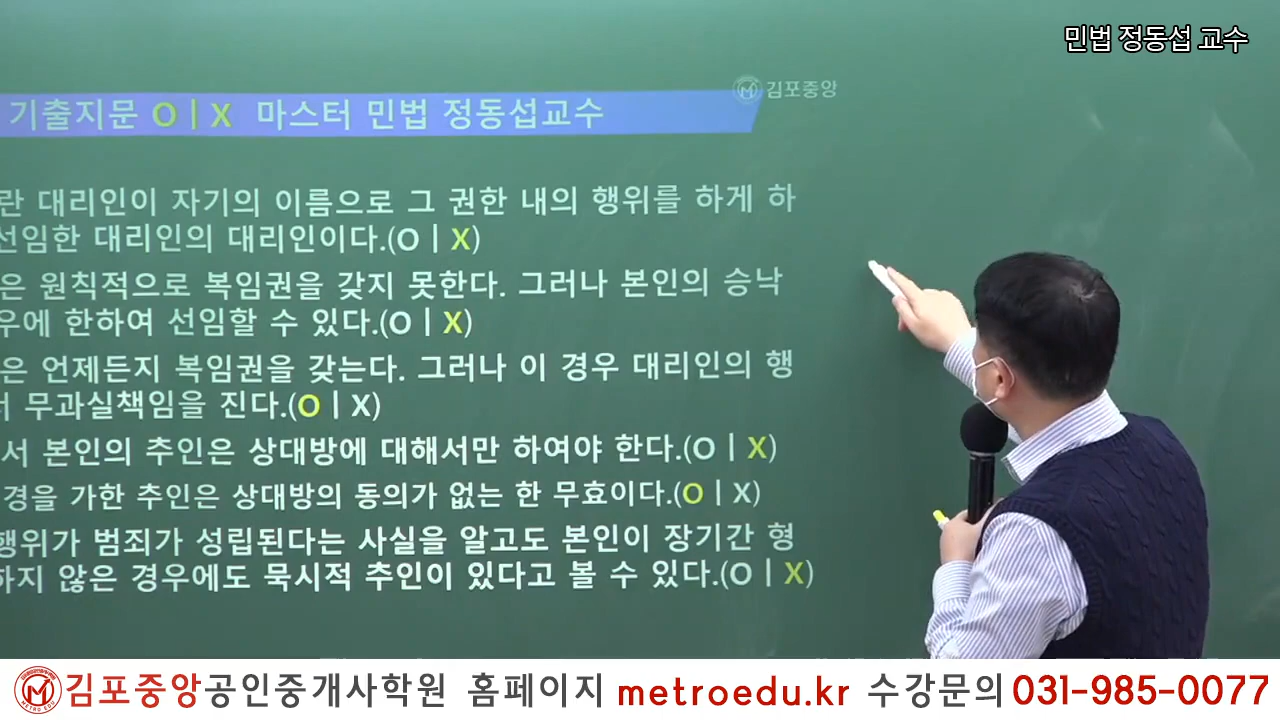 민법 정동섭 교수
김포중앙
기출지문 O | X 마스터 민법 정동섭교수
란 대리인이 자기의 이름으로 그 권한 내의 행위를 하게 하
선임한 대리인의 대리인이다.(O | X)
은 원칙적으로 복임권을 갖지 못한다. 그러나 본인의 승낙
우에 한하여 선임할 수 있다.(O | X)
은 언제든지 복임권을 갖는다. 그러나 이 경우 대리인의 행
서 무과실책임을 진다.(O | X)
서 본인의 추인은 상대방에 대해서만 하여야 한다.(O | X)
경을 가한 추인은 상대방의 동의가 없는 한 무효이다.(O | X)
행위가 범죄가 성립된다는 사실을 알고도 본인이 장기간 형
하지 않은 경우에도 묵시적 추인이 있다고 볼 수 있다.(O | X)
METRO EDU 김포중앙공인중개사학원 홈페이지 metroedu.kr 수강문의 031-985-0077